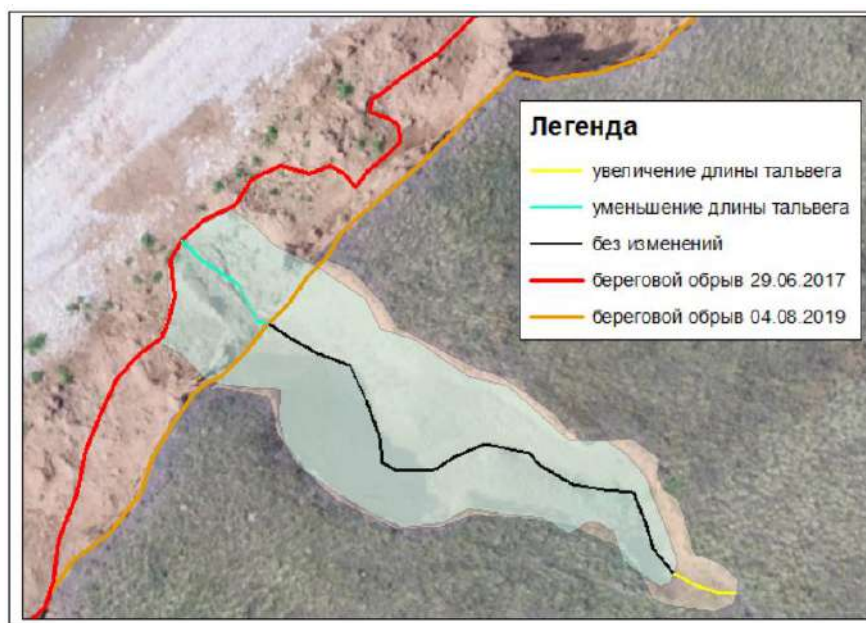 Легенда
увеличение длины тальвега
уменьшение длины тальвега
без изменений
береговой обрыв 29.06.2017
береговой обрыв 04.08.2019